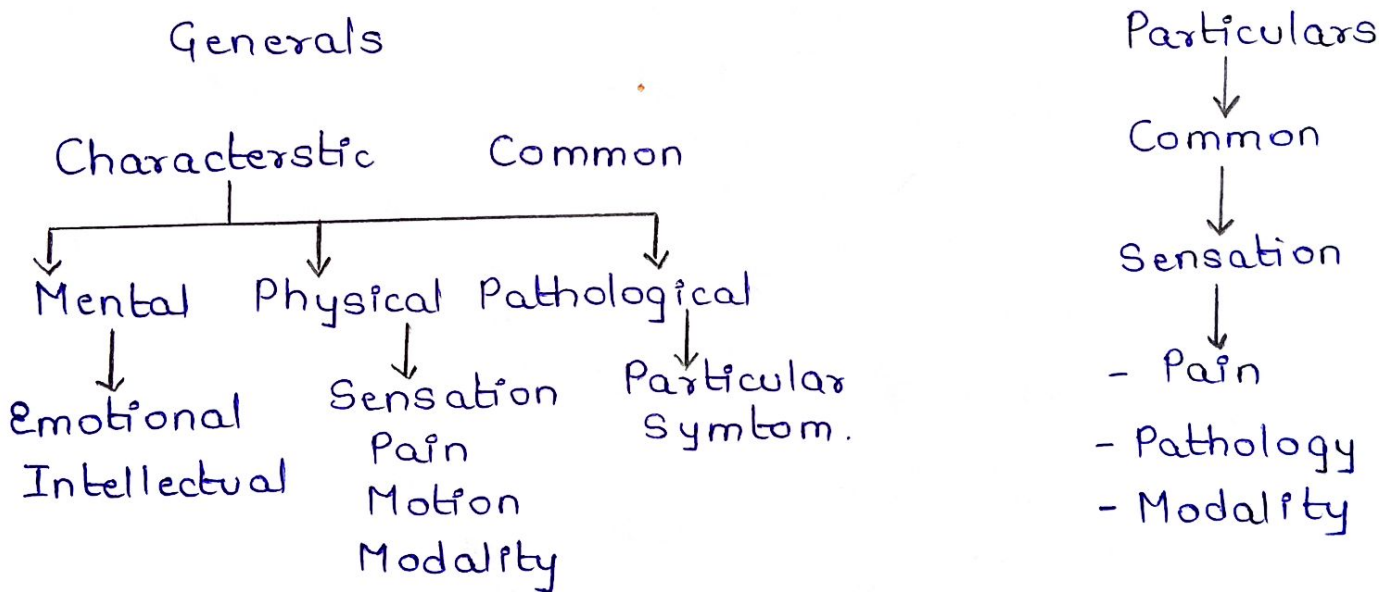 Generals
Characterstic Common
Mental Physical Pathological
Emotional
Intellectual
Sensation
Pain
Motion
Modality
Particular
Symtom.
Particulars
Common
Sensation
- Pain
- Pathology
- Modality